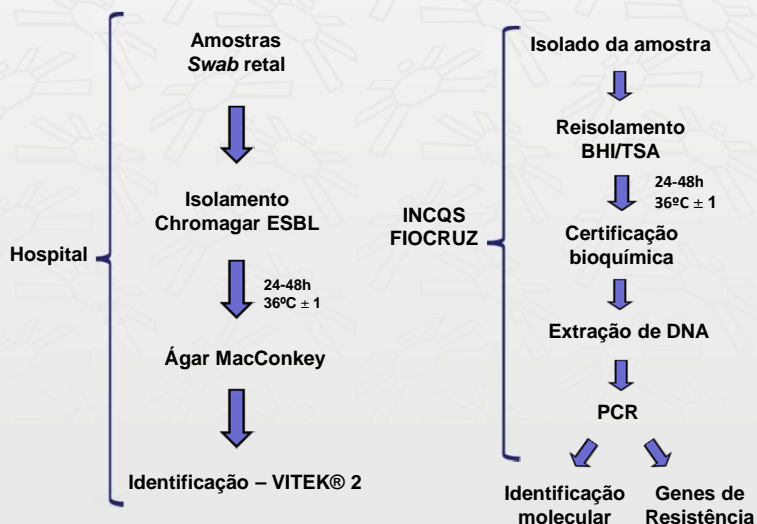 Hospital
Amostras
Swab retal
Isolamento
Chromagar ESBL
24-48h
36ºC ± 1
Ágar MacConkey
Identificação – VITEK® 2
INCQS
FIOCRUZ
Isolado da amostra
Reisolamento
BHI/TSA
24-48h
36ºC ± 1
Certificação
bioquímica
Extração de DNA
PCR
Identificação
molecular
Genes de
Resistência